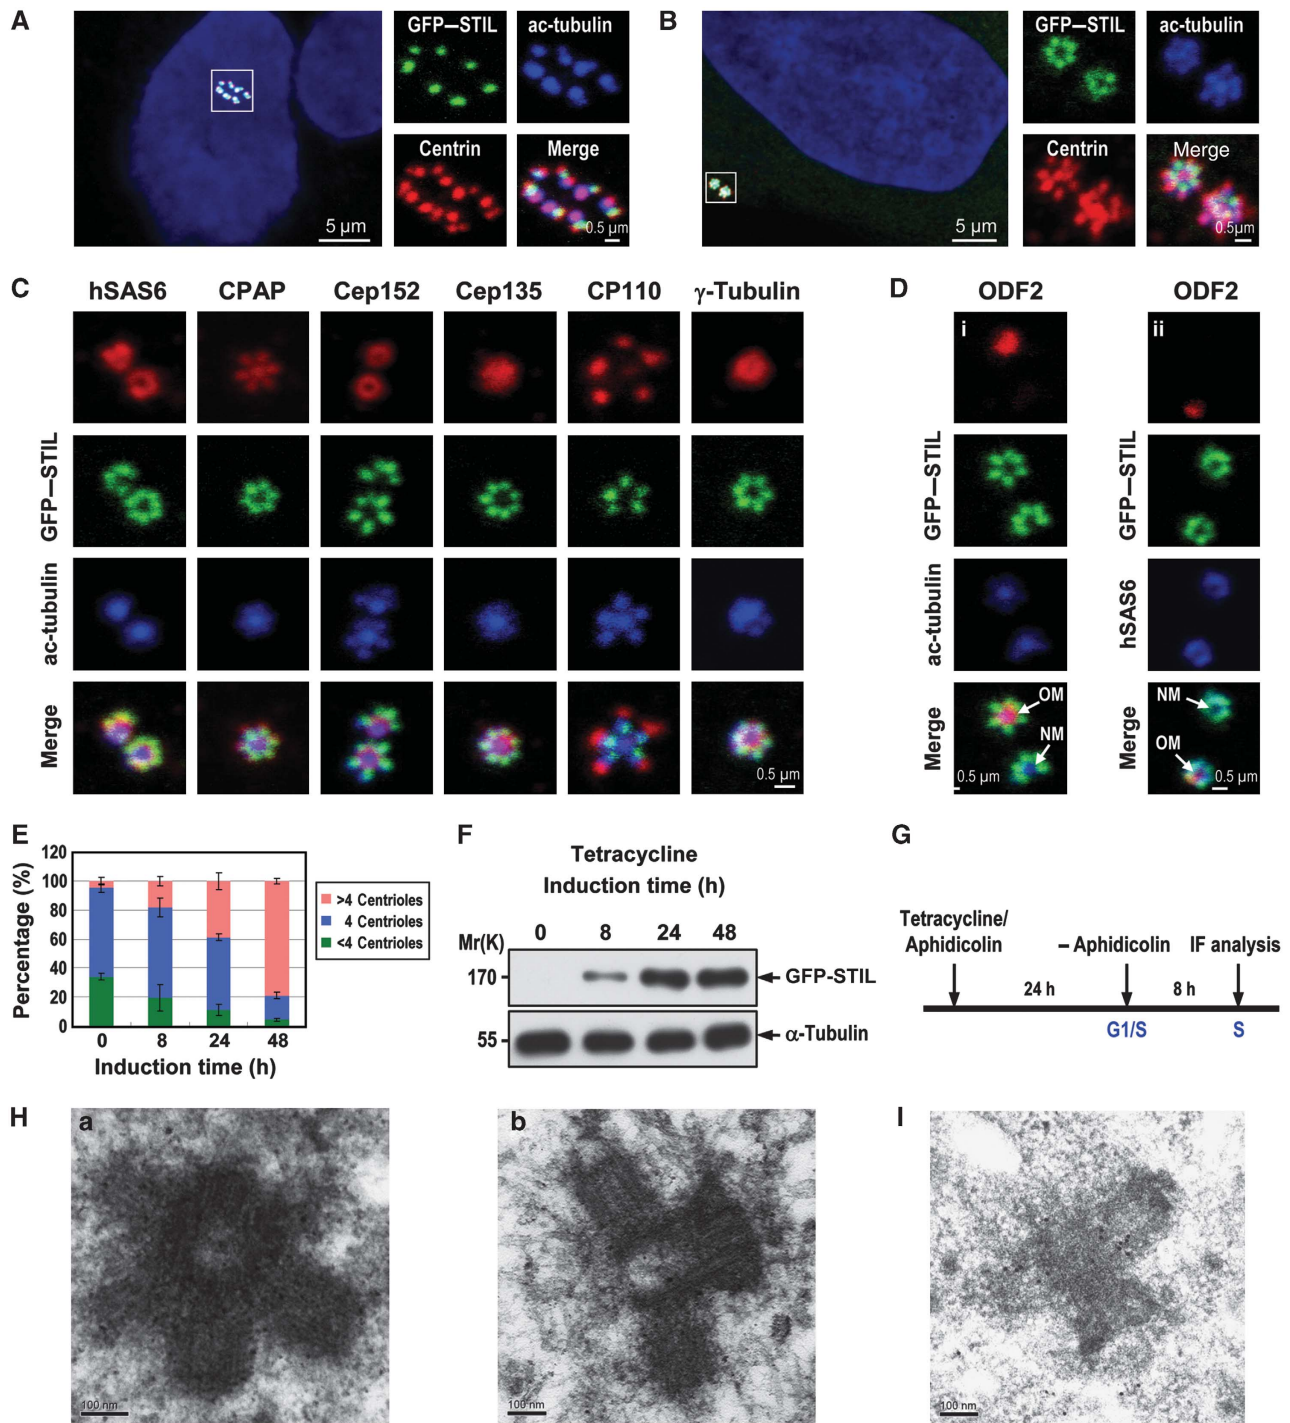 A
GFP–STIL
ac-tubulin
Centrin
Merge
5 µm
0.5 µm
B
GFP–STIL
ac-tubulin
Centrin
Merge
5 µm
0.5µm
C
hSAS6
CPAP
Cep152
Cep135
CP110
γ-Tubulin
GFP–STIL
ac-tubulin
Merge
0.5 µm
D
ODF2
ODF2
i
ii
GFP–STIL
GFP–STIL
ac-tubulin
hSAS6
Merge
OM
NM
0.5 µm
Merge
NM
OM
0.5 µm
E
Percentage (%)
120
100
80
60
40
20
0
0 8 24 48
Induction time (h)
>4 Centrioles
4 Centrioles
<4 Centrioles
F
Tetracycline
Induction time (h)
Mr(K) 0 8 24 48
170 GFP-STIL
55 α-Tubulin
G
Tetracycline/
Aphidicolin
– Aphidicolin
IF analysis
24 h
8 h
G1/S
S
H
a
100 nm
b
100 nm
I
100 nm